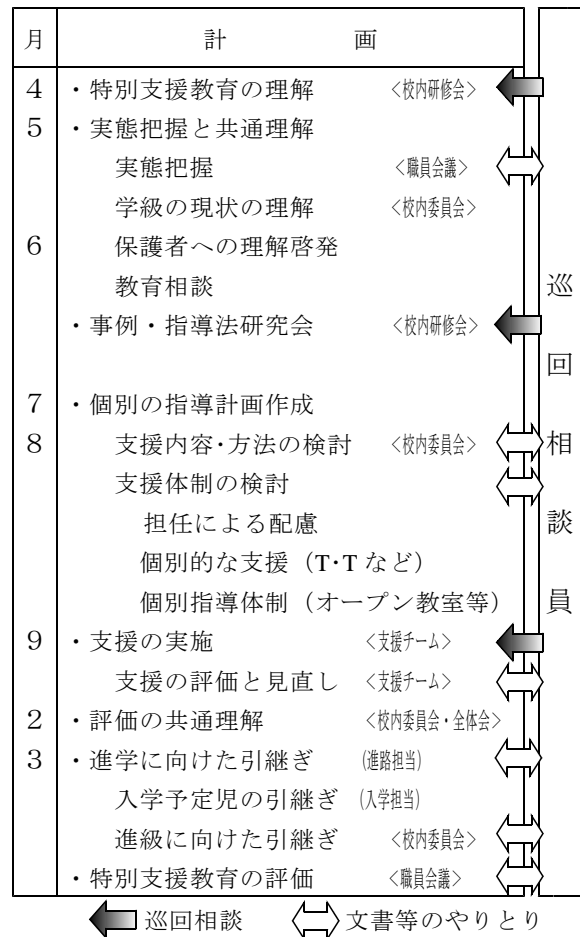 月 計 画
4 ・特別支援教育の理解 <校内研修会>
5 ・実態把握と共通理解
実態把握 <職員会議>
学級の現状の理解 <校内委員会>
6 保護者への理解啓発
教育相談
・事例・指導法研究会 <校内研修会>
7 ・個別の指導計画作成
8 支援内容・方法の検討 <校内委員会>
支援体制の検討
担任による配慮
個別的な支援（T・Tなど）
個別指導体制（オープン教室等）
9 ・支援の実施 <支援チーム>
支援の評価と見直し <支援チーム>
2 ・評価の共通理解 <校内委員会・全体会>
3 ・進学に向けた引継ぎ (進路担当)
入学予定児の引継ぎ (入学担当)
進級に向けた引継ぎ <校内委員会>
・特別支援教育の評価 <職員会議>
巡回相談員
巡回相談 文書等のやりとり